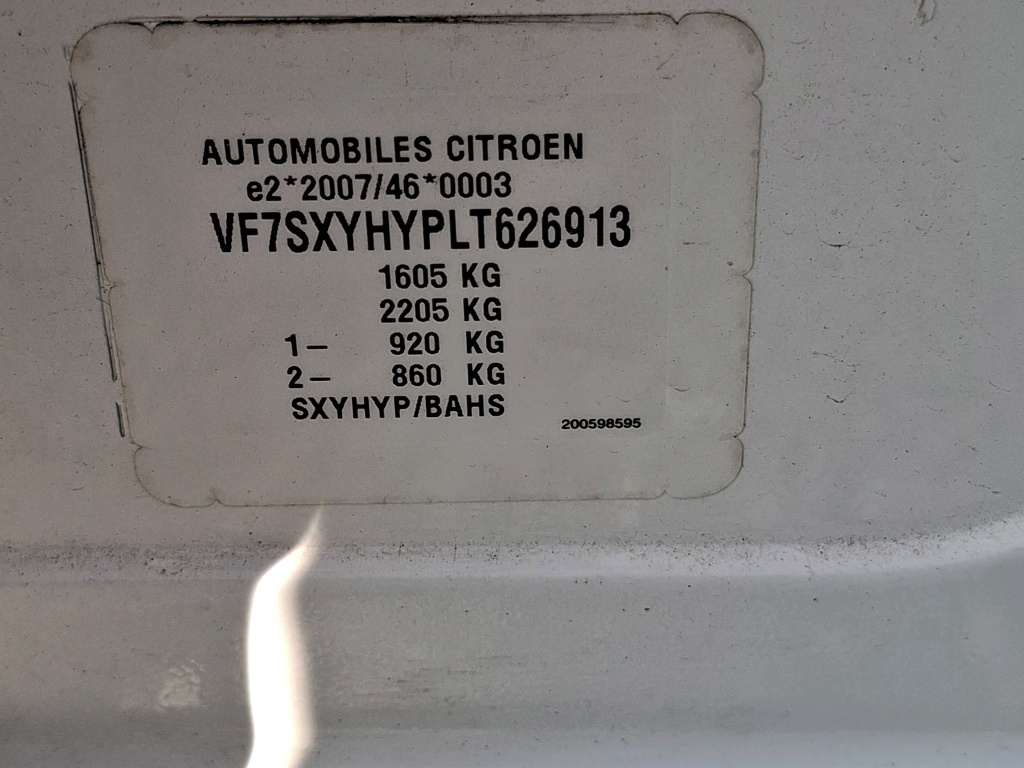 AUTOMOBILES CITROEN
e2*2007/46*0003
VF7SXYHYPLT626913
1605 KG
2205 KG
1– 920 KG
2– 860 KG
SXYHYP/BAHS
200598595